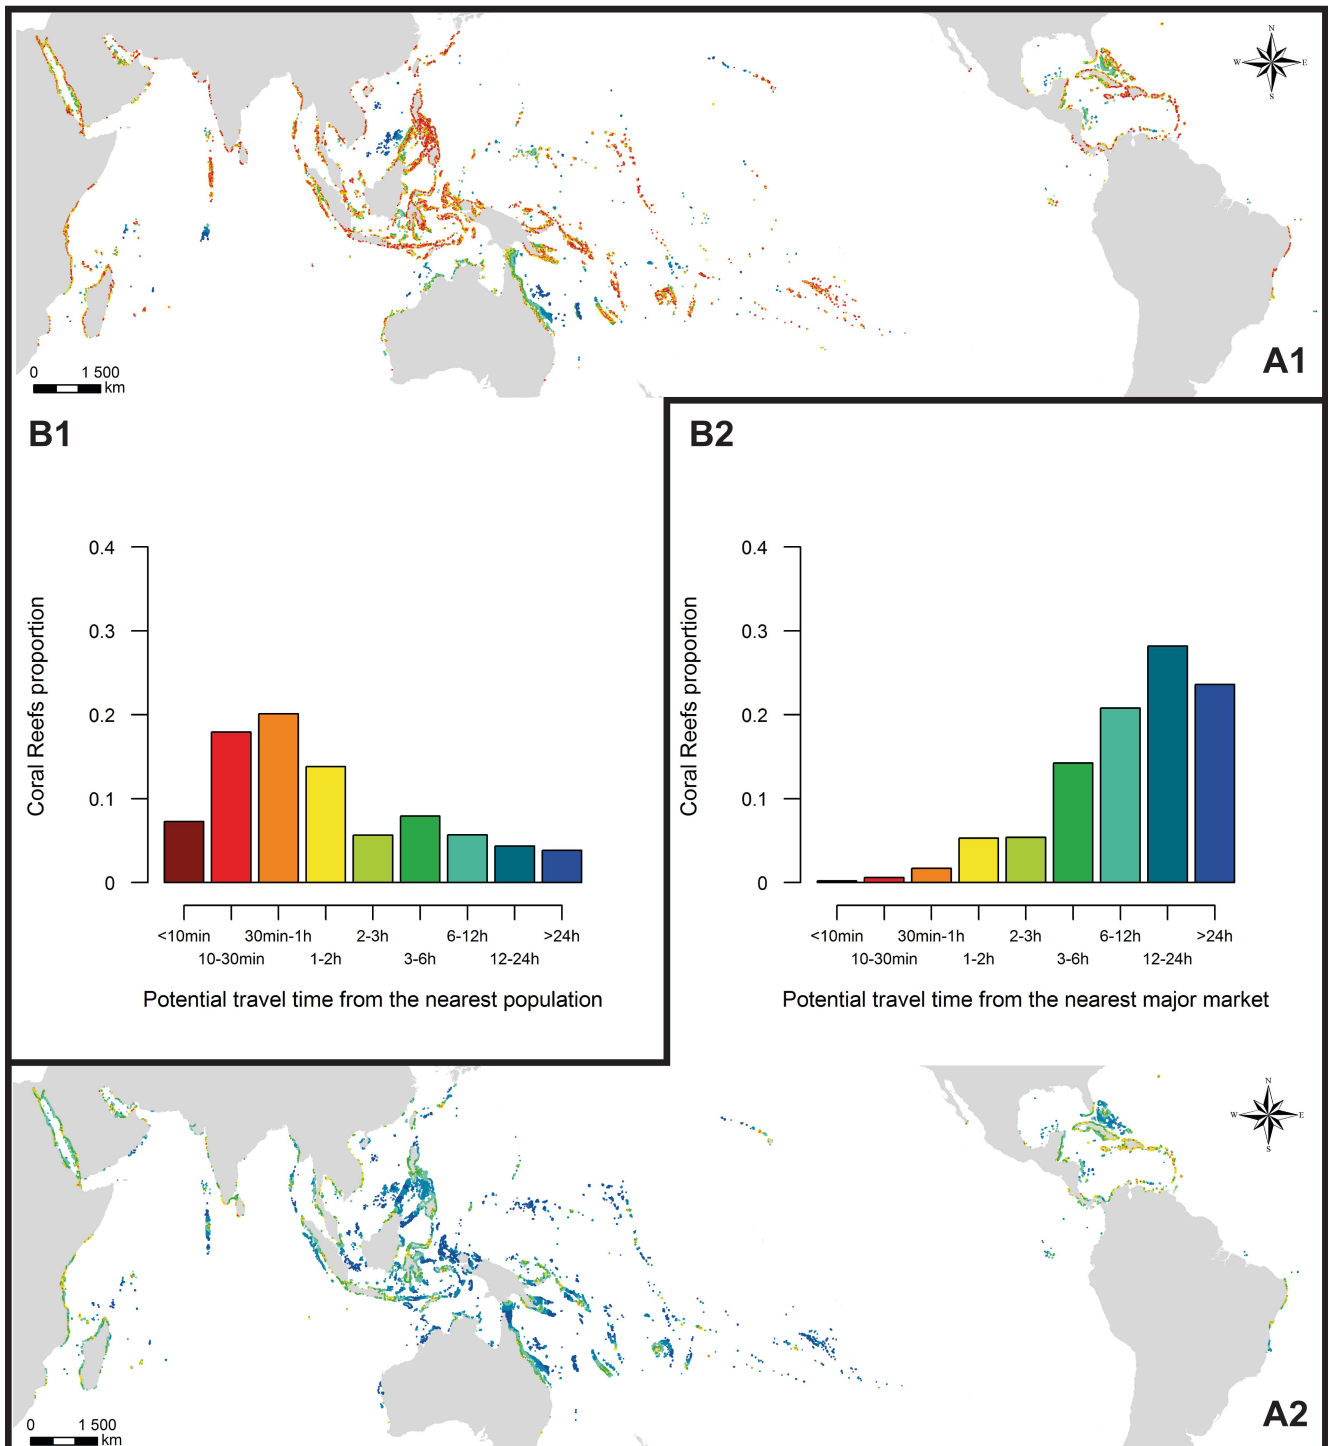 N
W E
S
A1
0 1 500
km
B1
0.4
0.3
0.2
0.1
0
Coral Reefs proportion
<10min 30min-1h 2-3h 6-12h >24h
10-30min 1-2h 3-6h 12-24h
Potential travel time from the nearest population
B2
0.4
0.3
0.2
0.1
0
Coral Reefs proportion
<10min 30min-1h 2-3h 6-12h >24h
10-30min 1-2h 3-6h 12-24h
Potential travel time from the nearest major market
N
W E
S
A2
0 1 500
km